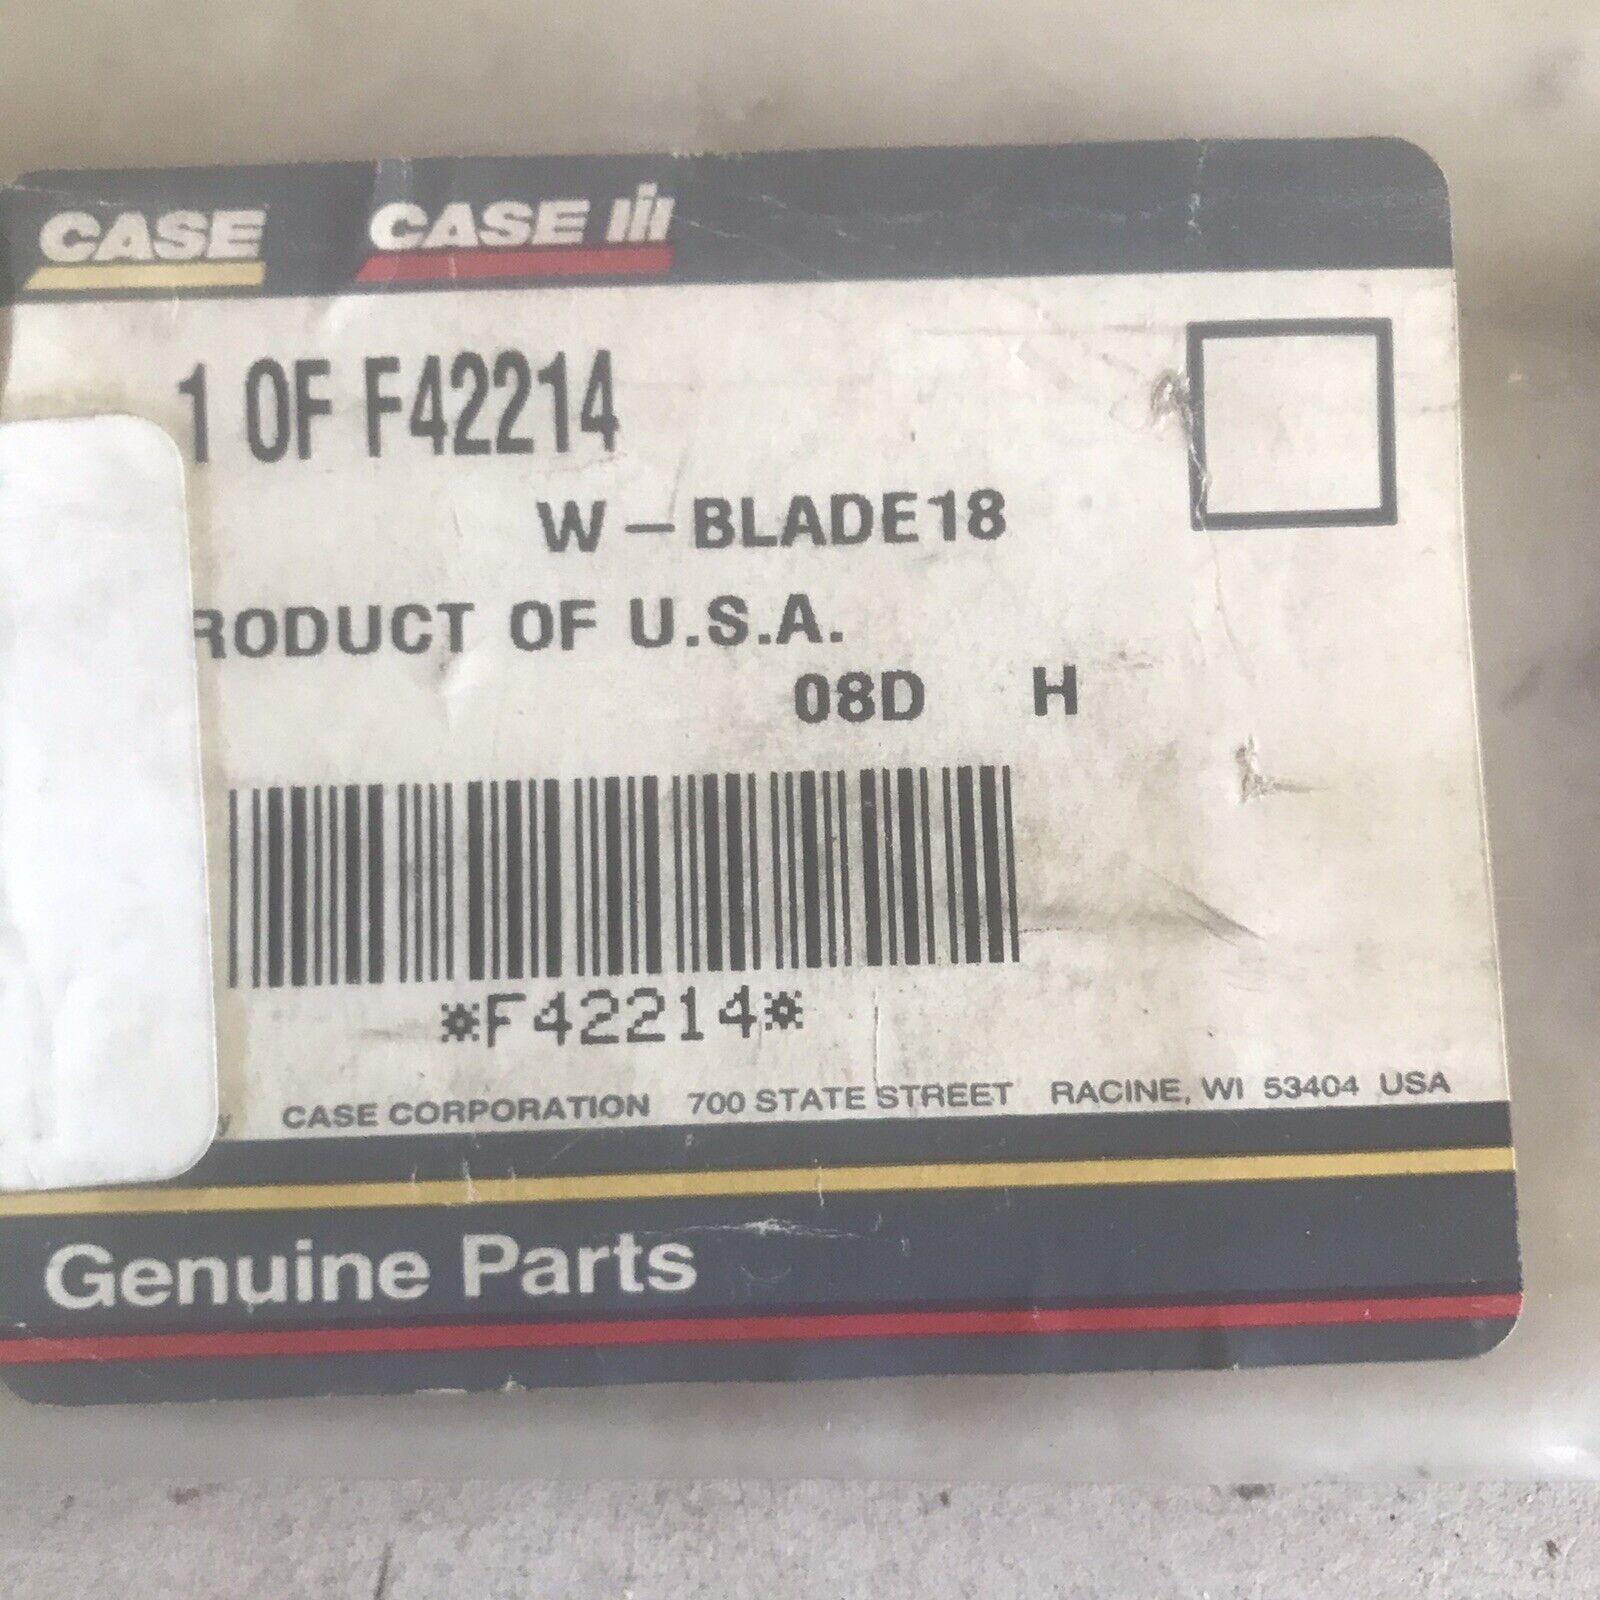 CASE CASE IH
1 OF F42214
W-BLADE18
RODUCT OF U.S.A.
08D H
*F42214*
y CASE CORPORATION 700 STATE STREET RACINE, WI 53404 USA
Genuine Parts